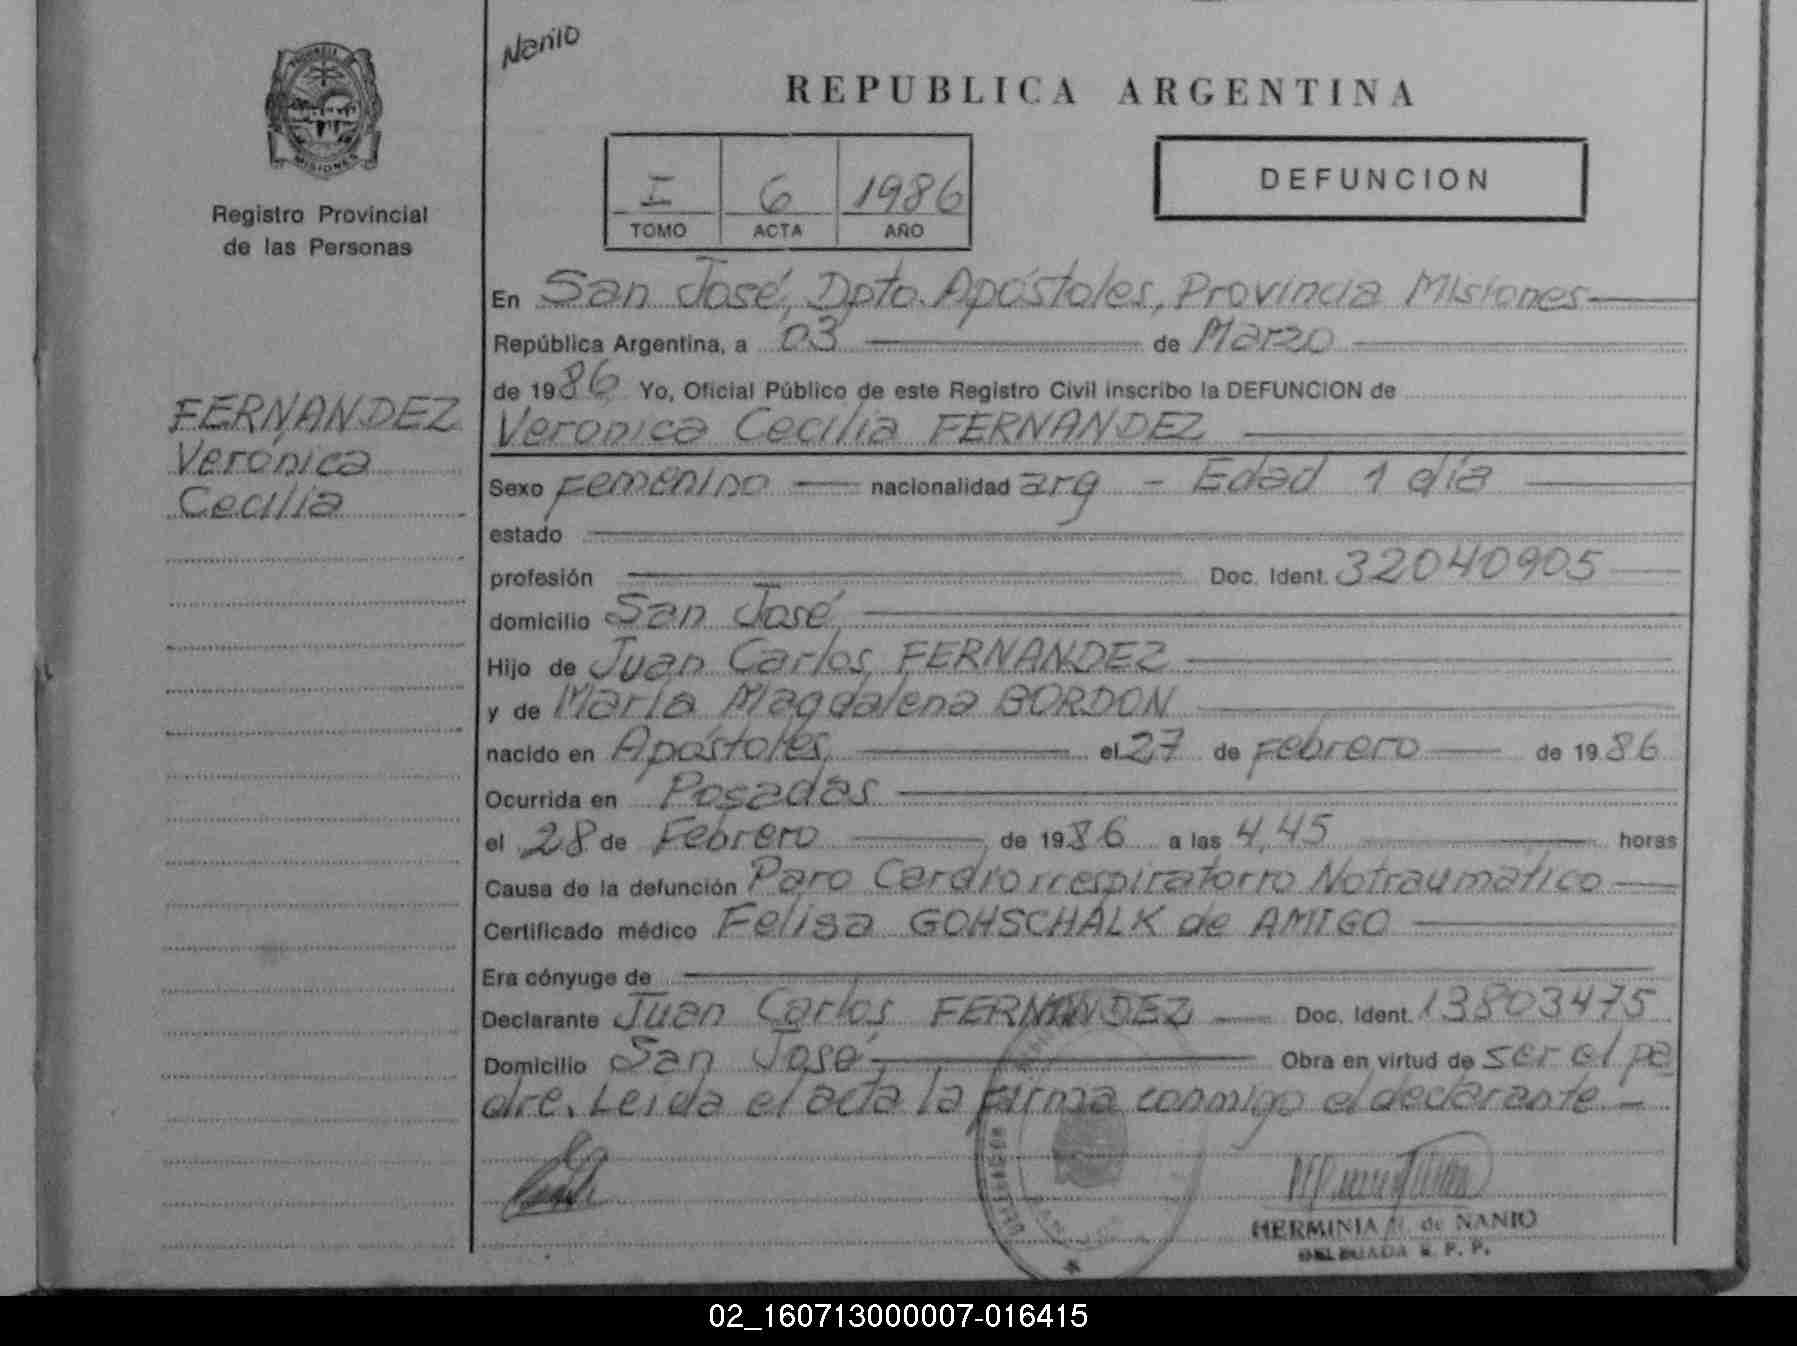 Nanio
REPUBLICA ARGENTINA
PROVINCIA
MISIONES
I 6 1986
TOMO ACTA AÑO
DEFUNCION
Registro Provincial
de las Personas
FERNANDEZ
Verónica
Cecilia
En San José, Dpto. Apóstoles, Provincia Misiones
República Argentina, a 03 de Marzo
de 1986 Yo, Oficial Público de este Registro Civil inscribo la DEFUNCION de
Veronica Cecilia FERNANDEZ
Sexo Femenino nacionalidad arg - Edad 1 día
estado
profesión Doc. Ident. 32040905
domicilio San José
Hijo de Juan Carlos FERNANDEZ
y de María Magdalena BORDON
nacido en Apóstoles, el 27 de Febrero de 1986
Ocurrida en Posadas
el 28 de Febrero de 1986 a las 4,45 horas
Causa de la defunción Paro Cardiorrespiratorio Notraumatico
Certificado médico Felisa GOHSCHALK de AMIGO
Era cónyuge de
Declarante Juan Carlos FERNANDEZ Doc. Ident. 13803475
Domicilio San José Obra en virtud de ser el pa
dre. Leida el acta la firma conmigo el declarante -
HERMINIA de NANIO
DELEGADA R. P. P.
02_160713000007-016415